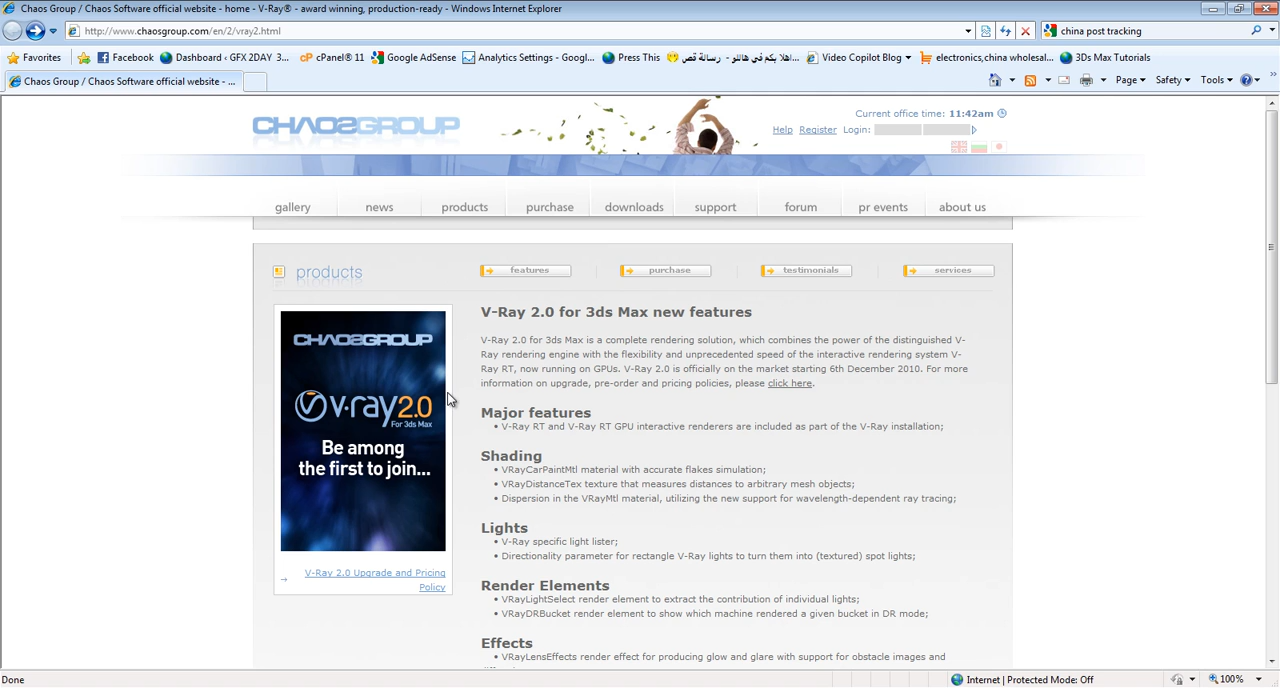 Chaos Group / Chaos Software official website - home - V-Ray® - award winning, production-ready - Windows Internet Explorer
http://www.chaosgroup.com/en/2/vray2.html
china post tracking
Favorites
Facebook
Dashboard ‹ GFX 2DAY 3...
cPanel® 11
Google AdSense
Analytics Settings - Googl...
Press This
اهلا بكم في هاللو - رسالة قص...
Video Copilot Blog
electronics,china wholesal...
3Ds Max Tutorials
Chaos Group / Chaos Software official website - ...
Page
Safety
Tools
CHAOSGROUP
Current office time: 11:42am
Help Register Login:
gallery news products purchase downloads support forum pr events about us
products
features purchase testimonials services
CHAOSGROUP
v·ray2.0
For 3ds Max
Be among
the first to join...
V-Ray 2.0 Upgrade and Pricing
Policy
V-Ray 2.0 for 3ds Max new features
V-Ray 2.0 for 3ds Max is a complete rendering solution, which combines the power of the distinguished V-
Ray rendering engine with the flexibility and unprecedented speed of the interactive rendering system V-
Ray RT, now running on GPUs. V-Ray 2.0 is officially on the market starting 6th December 2010. For more
information on upgrade, pre-order and pricing policies, please click here.
Major features
• V-Ray RT and V-Ray RT GPU interactive renderers are included as part of the V-Ray installation;
Shading
• VRayCarPaintMtl material with accurate flakes simulation;
• VRayDistanceTex texture that measures distances to arbitrary mesh objects;
• Dispersion in the VRayMtl material, utilizing the new support for wavelength-dependent ray tracing;
Lights
• V-Ray specific light lister;
• Directionality parameter for rectangle V-Ray lights to turn them into (textured) spot lights;
Render Elements
• VRayLightSelect render element to extract the contribution of individual lights;
• VRayDRBucket render element to show which machine rendered a given bucket in DR mode;
Effects
• VRayLensEffects render effect for producing glow and glare with support for obstacle images and
Done
Internet | Protected Mode: Off
100%